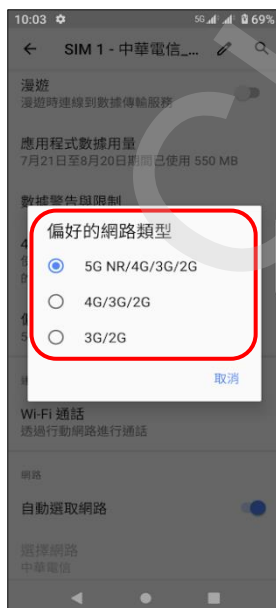 10:03 5G 69%
SIM 1 - 中華電信_...
漫遊
漫遊時連線到數據傳輸服務
應用程式數據用量
7月21日至8月20日期間已使用 550 MB
數據警告與限制
偏好的網路類型
5G NR/4G/3G/2G
4G/3G/2G
3G/2G
取消
Wi-Fi 通話
透過行動網路進行通話
網路
自動選取網路
選擇網路
中華電信